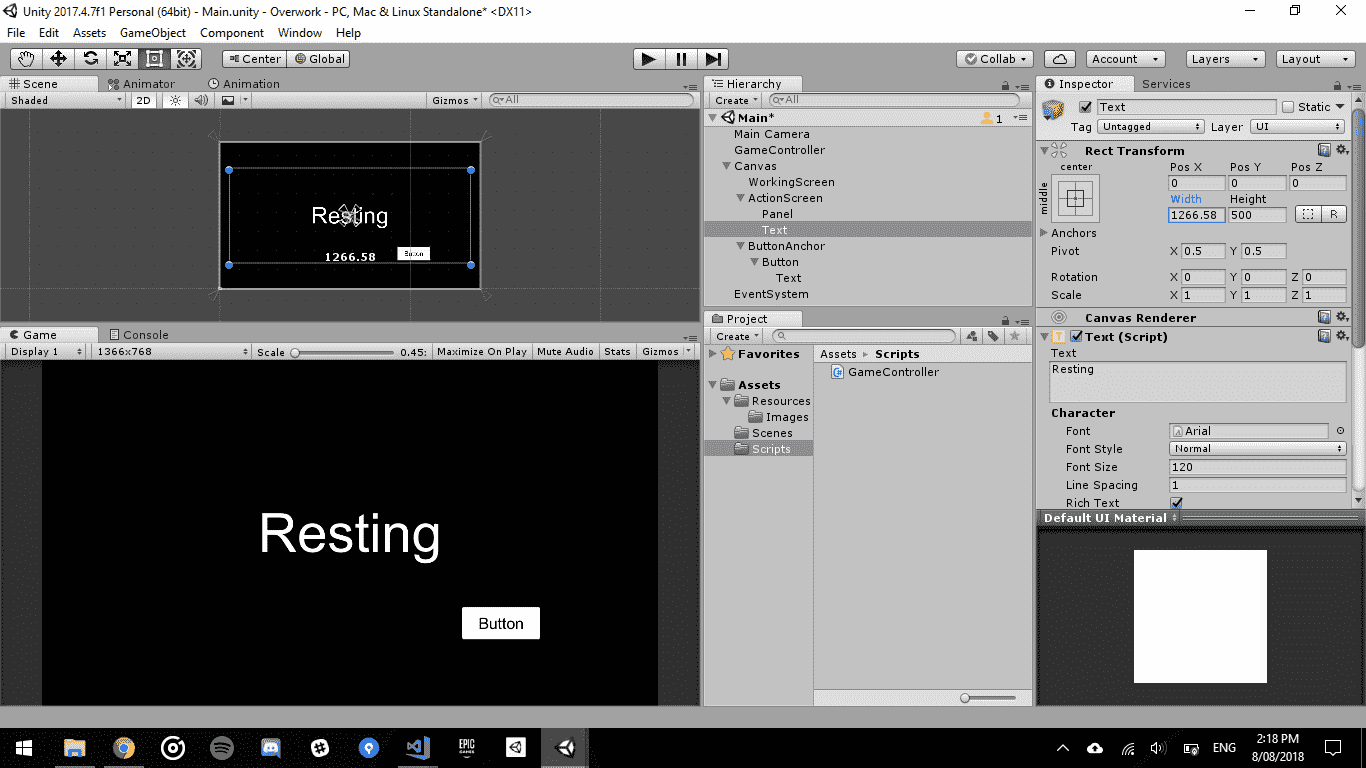 Unity 2017.4.7f1 Personal (64bit) - Main.unity - Overwork - PC, Mac & Linux Standalone* <DX11>
File Edit Assets GameObject Component Window Help
Center Global Collab Account Layers Layout
Scene Animator Animation
Shaded 2D Gizmos All
Resting
1266.58 Button
Game Console
Display 1 1366x768 Scale 0.45: Maximize On Play Mute Audio Stats Gizmos
Resting
Button
Hierarchy
Create All
Main* 1
Main Camera
GameController
Canvas
WorkingScreen
ActionScreen
Panel
Text
ButtonAnchor
Button
Text
EventSystem
Project
Create
Favorites
Assets
Resources
Images
Scenes
Scripts
Assets Scripts
GameController
Inspector Services
Text Static
Tag Untagged Layer UI
Rect Transform
center Pos X Pos Y Pos Z
middle 0 0 0
Width Height
1266.58 500 R
Anchors
Pivot X 0.5 Y 0.5
Rotation X 0 Y 0 Z 0
Scale X 1 Y 1 Z 1
Canvas Renderer
Text (Script)
Text
Resting
Character
Font Arial
Font Style Normal
Font Size 120
Line Spacing 1
Rich Text
Default UI Material
EPIC GAMES
ENG
2:18 PM
8/08/2018